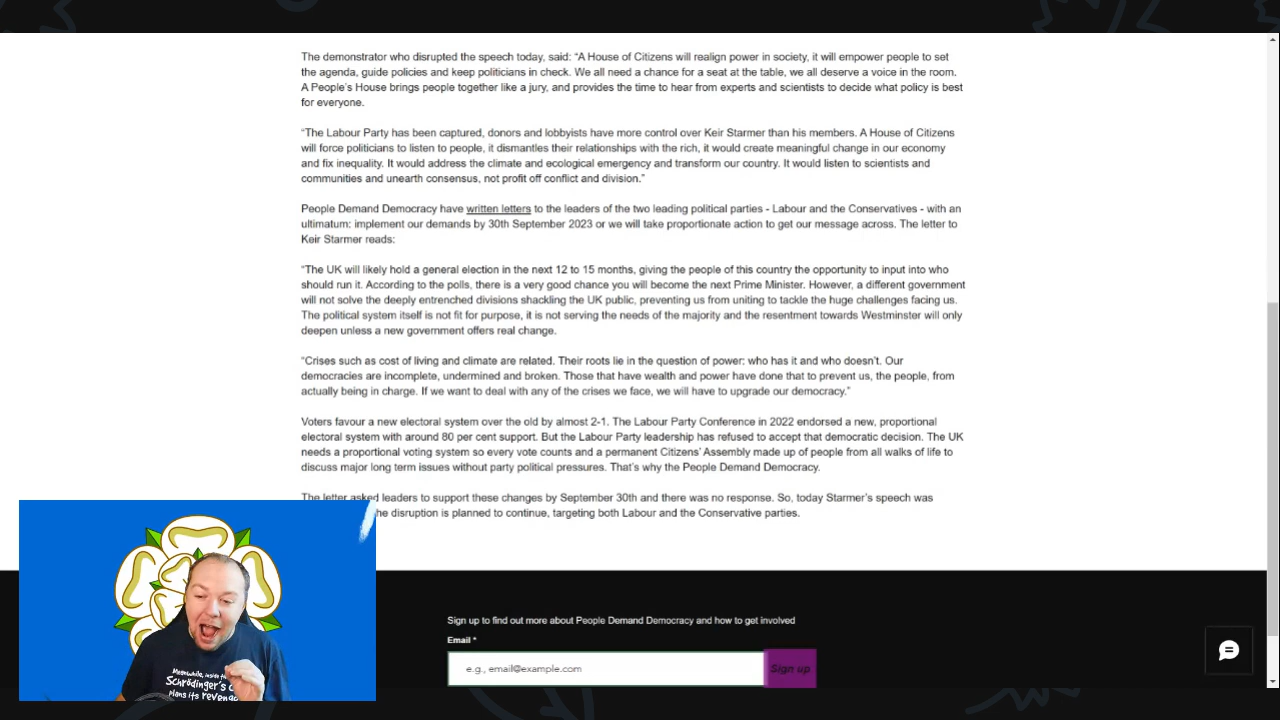 The demonstrator who disrupted the speech today, said: “A House of Citizens will realign power in society, it will empower people to set
the agenda, guide policies and keep politicians in check. We all need a chance for a seat at the table, we all deserve a voice in the room.
A People’s House brings people together like a jury, and provides the time to hear from experts and scientists to decide what policy is best
for everyone.
“The Labour Party has been captured, donors and lobbyists have more control over Keir Starmer than his members. A House of Citizens
will force politicians to listen to people, it dismantles their relationships with the rich, it would create meaningful change in our economy
and fix inequality. It would address the climate and ecological emergency and transform our country. It would listen to scientists and
communities and unearth consensus, not profit off conflict and division.”
People Demand Democracy have written letters to the leaders of the two leading political parties - Labour and the Conservatives - with an
ultimatum: implement our demands by 30th September 2023 or we will take proportionate action to get our message across. The letter to
Keir Starmer reads:
“The UK will likely hold a general election in the next 12 to 15 months, giving the people of this country the opportunity to input into who
should run it. According to the polls, there is a very good chance you will become the next Prime Minister. However, a different government
will not solve the deeply entrenched divisions shackling the UK public, preventing us from uniting to tackle the huge challenges facing us.
The political system itself is not fit for purpose, it is not serving the needs of the majority and the resentment towards Westminster will only
deepen unless a new government offers real change.
“Crises such as cost of living and climate are related. Their roots lie in the question of power: who has it and who doesn’t. Our
democracies are incomplete, undermined and broken. Those that have wealth and power have done that to prevent us, the people, from
actually being in charge. If we want to deal with any of the crises we face, we will have to upgrade our democracy.”
Voters favour a new electoral system over the old by almost 2-1. The Labour Party Conference in 2022 endorsed a new, proportional
electoral system with around 80 per cent support. But the Labour Party leadership has refused to accept that democratic decision. The UK
needs a proportional voting system so every vote counts and a permanent Citizens’ Assembly made up of people from all walks of life to
discuss major long term issues without party political pressures. That’s why the People Demand Democracy.
The letter asked leaders to support these changes by September 30th and there was no response. So, today Starmer’s speech was
he disruption is planned to continue, targeting both Labour and the Conservative parties.
Sign up to find out more about People Demand Democracy and how to get involved
Email *
e.g., email@example.com
Sign up
Meanwhile, inside
Schrödinger's
plans its